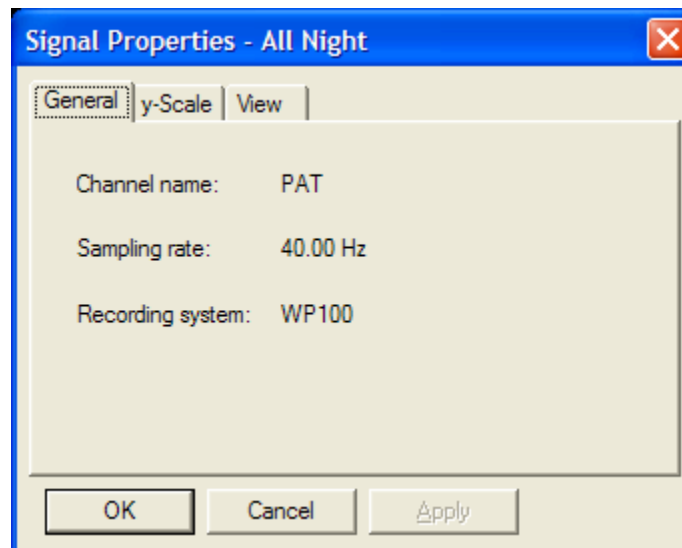 Signal Properties - All Night
General y-Scale View
Channel name: PAT
Sampling rate: 40.00 Hz
Recording system: WP100
OK Cancel Apply